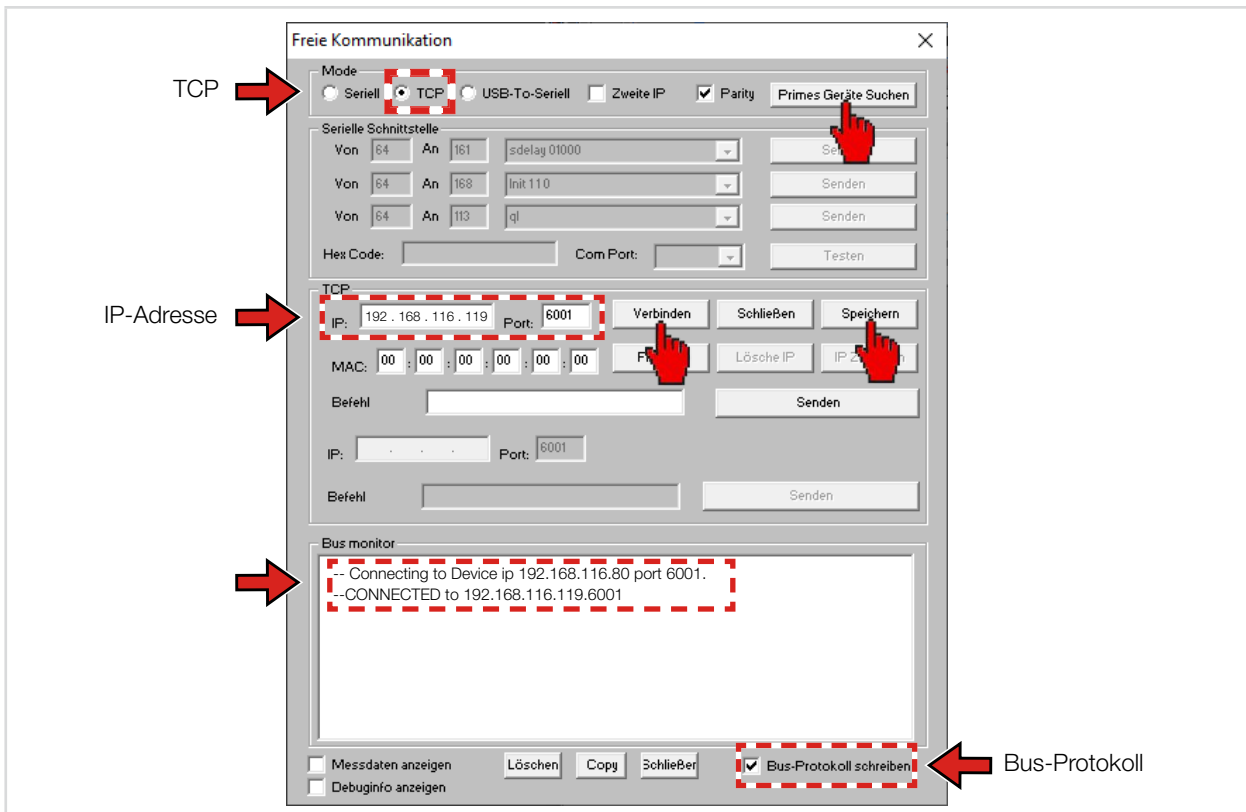 Freie Kommunikation
Mode
TCP
Seriell TCP USB-To-Seriell Zweite IP Parity Primes Geräte Suchen
Serielle Schnittstelle
Von 64 An 161 sdelay 01000
Von 64 An 168 Init 110 Senden
Von 64 An 113 ql Senden
Hex Code: Com Port: Testen
TCP
IP-Adresse
IP: 192 . 168 . 116 . 119 Port: 6001 Verbinden Schließen Speichern
MAC: 00 : 00 : 00 : 00 : 00 : 00 Lösche IP IP
Befehl Senden
IP: . . . Port: 6001
Befehl Senden
Bus monitor
-- Connecting to Device ip 192.168.116.80 port 6001.
--CONNECTED to 192.168.116.119.6001
Messdaten anzeigen Löschen Copy Schließer Bus-Protokoll schreiben Bus-Protokoll
Debuginfo anzeigen